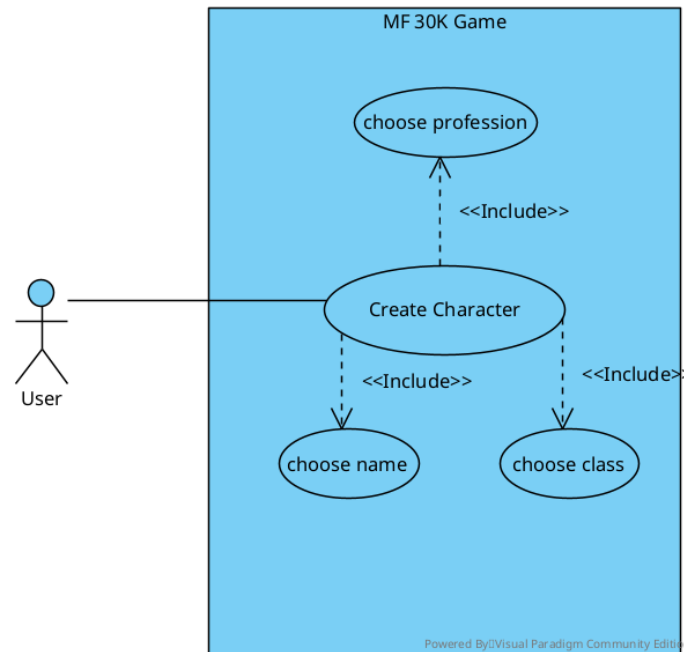 MF 30K Game
choose profession
<<Include>>
Create Character
User
<<Include>>
<<Include>
choose name
choose class
Powered By Visual Paradigm Community Editio